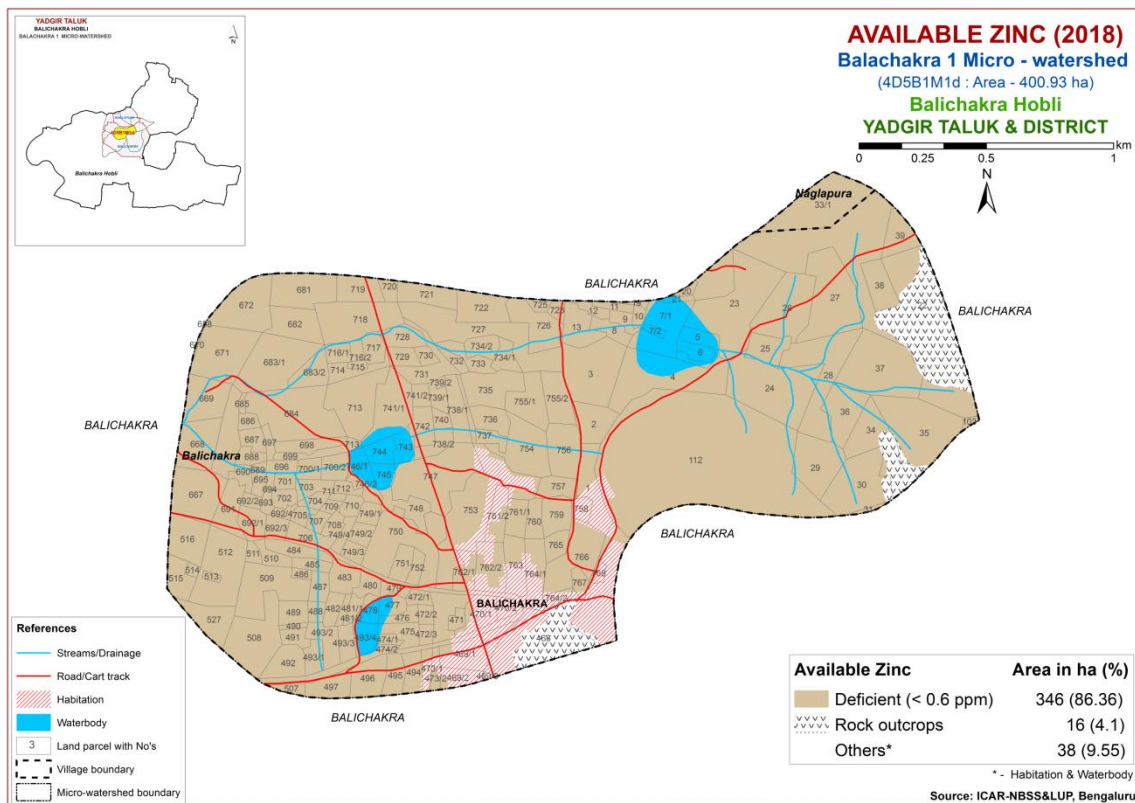 YADGIR TALUK
BALICHAKRA HOBLI
BALACHAKRA 1 MICRO-WATERSHED
N
Balichakra Hobli
AVAILABLE ZINC (2018)
Balachakra 1 Micro - watershed
(4D5B1M1d : Area - 400.93 ha)
Balichakra Hobli
YADGIR TALUK & DISTRICT
km
0 0.25 0.5 1
N
Naglapura
33/1
39
BALICHAKRA
BALICHAKRA
BALICHAKRA
681 719 720 721
672 722 23 27 38
682 718 727 726 12 11 9 10 7/1
13 8 7/2 5
671 683/1 717 728 734/2 6 25
716/1 716/2 729 730 732 733 734/1
683/2 714 715 731 3 4 24 28 37
669 685 684 739/2 735
686 713 741/1 741/2 739/1 738/1 755/1 755/2 36
BALICHAKRA
687 697 742 740 736 2 34 35
668 698 713 743 738/2 737
Balichakra
688 699 744 754 756 112 29
690 689 696 700/1 700/2 746/1 745 747 30
695 701 746/2 757
667 694 703 711 712
692/2 693 702 704 709 710 748 753 761/2 761/1 759 758
691 692/4 705 707 708 749/1 760
692/1 692/3 706 749/4 749/2 750
BALICHAKRA
516 512 511 510 484 749/3 765 766
485 751 752 762/1 762/2 763 764/1
514 513 515 509 486 483 480 479 767 768
487 472/1 764/2
BALICHAKRA
527 489 488 482 481/1 478 477 472/2 471 470/1
490 481/2 476
508 491 493/2 493/3 493/4 474/1 475 472/3
492 493/1 474/2 469/1
507 497 496 495 494 473/1 473/2 469/2
BALICHAKRA
References
Streams/Drainage
Road/Cart track
Habitation
Waterbody
3 Land parcel with No's
Village boundary
Micro-watershed boundary
Available Zinc Area in ha (%)
Deficient (< 0.6 ppm) 346 (86.36)
Rock outcrops 16 (4.1)
Others* 38 (9.55)
* - Habitation & Waterbody
Source: ICAR-NBSS&LUP, Bengaluru